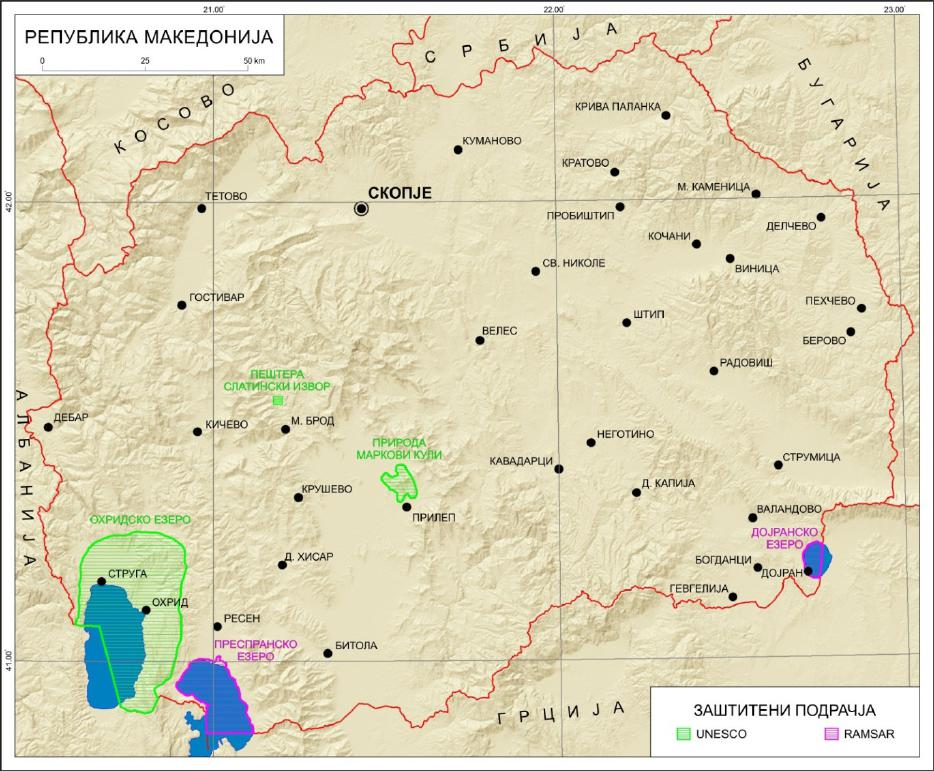 РЕПУБЛИКА МАКЕДОНИЈА
0 25 50 km
21.00'
22.00'
23.00'
42.00'
41.00'
КОСОВО
СРБИЈА
БУГАРИЈА
АЛБАНИЈА
ГРЦИЈА
КРИВА ПАЛАНКА
КУМАНОВО
КРАТОВО
М. КАМЕНИЦА
СКОПЈЕ
ТЕТОВО
ПРОБИШТИП
ДЕЛЧЕВО
КОЧАНИ
ВИНИЦА
СВ. НИКОЛЕ
ГОСТИВАР
ПЕХЧЕВО
ШТИП
БЕРОВО
ВЕЛЕС
РАДОВИШ
ПЕШТЕРА
СЛАТИНСКИ ИЗВОР
ДЕБАР
КИЧЕВО
М. БРОД
ПРИРОДА
МАРКОВИ КУЛИ
НЕГОТИНО
КАВАДАРЦИ
СТРУМИЦА
КРУШЕВО
Д. КАПИЈА
ПРИЛЕП
ВАЛАНДОВО
ОХРИДСКО ЕЗЕРО
ДОЈРАНСКО
ЕЗЕРО
Д. ХИСАР
БОГДАНЦИ
ДОЈРАН
СТРУГА
ГЕВГЕЛИЈА
ОХРИД
РЕСЕН
ПРЕСПРАНСКО
ЕЗЕРО
БИТОЛА
ЗАШТИТЕНИ ПОДРАЧЈА
UNESCO
RAMSAR